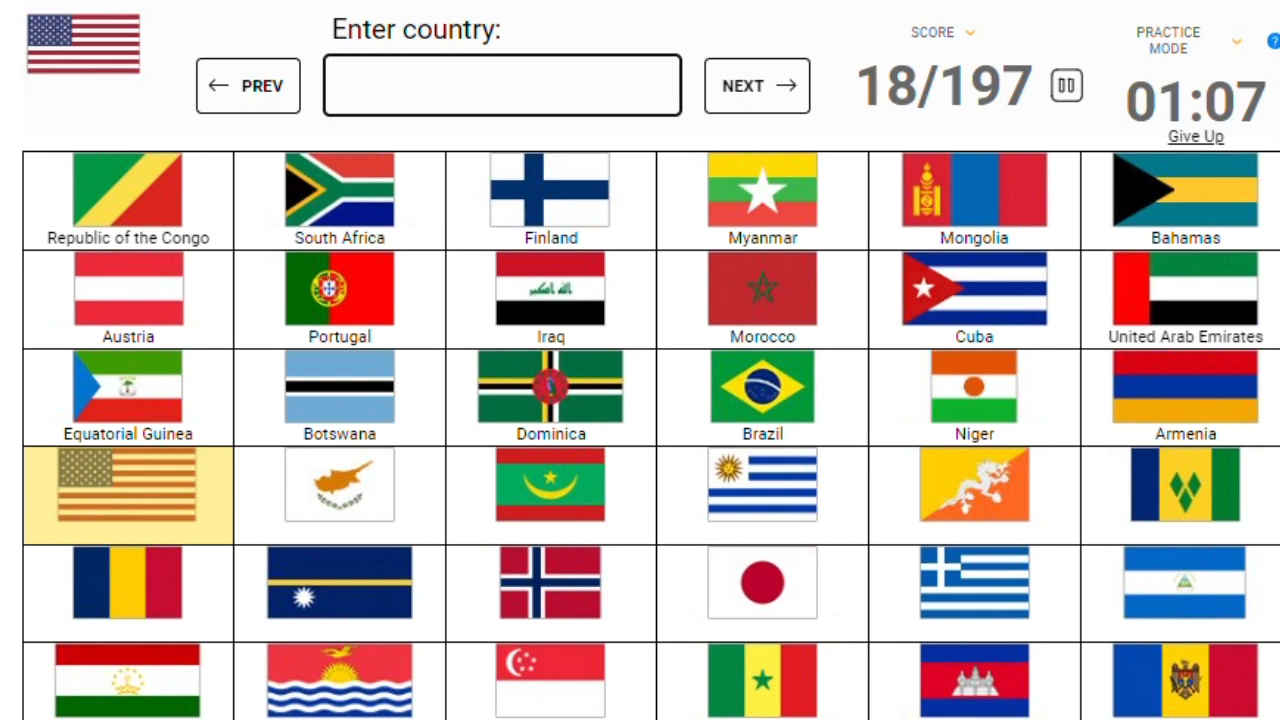 Enter country:
SCORE
PRACTICE
MODE
?
← PREV
NEXT →
18/197
01:07
Give Up
Republic of the Congo
South Africa
Finland
Myanmar
Mongolia
Bahamas
الله اكبر
Austria
Portugal
Iraq
Morocco
Cuba
United Arab Emirates
Equatorial Guinea
Botswana
Dominica
Brazil
Niger
Armenia